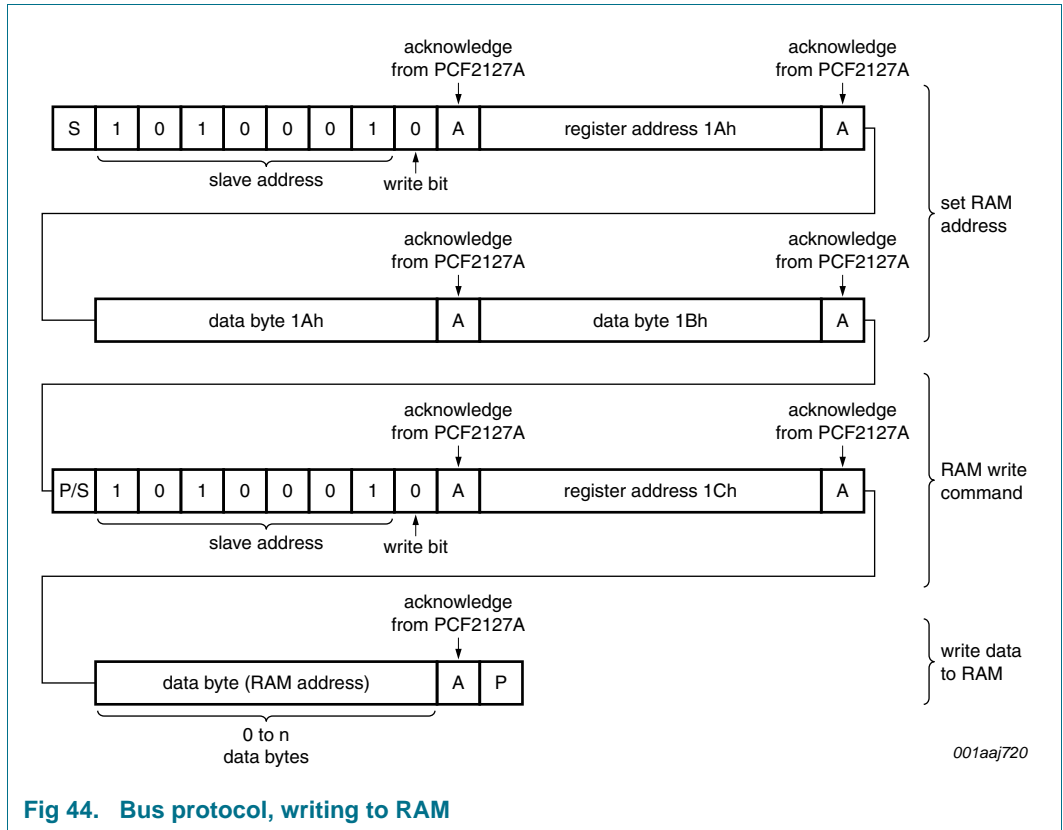 acknowledge acknowledge
from PCF2127A from PCF2127A
S 1 0 1 0 0 0 1 0 A register address 1Ah A
slave address write bit
set RAM
address
acknowledge acknowledge
from PCF2127A from PCF2127A
data byte 1Ah A data byte 1Bh A
acknowledge acknowledge
from PCF2127A from PCF2127A
RAM write
command
P/S 1 0 1 0 0 0 1 0 A register address 1Ch A
slave address write bit
acknowledge
from PCF2127A
write data
to RAM
data byte (RAM address) A P
0 to n
data bytes
001aaj720
Fig 44. Bus protocol, writing to RAM